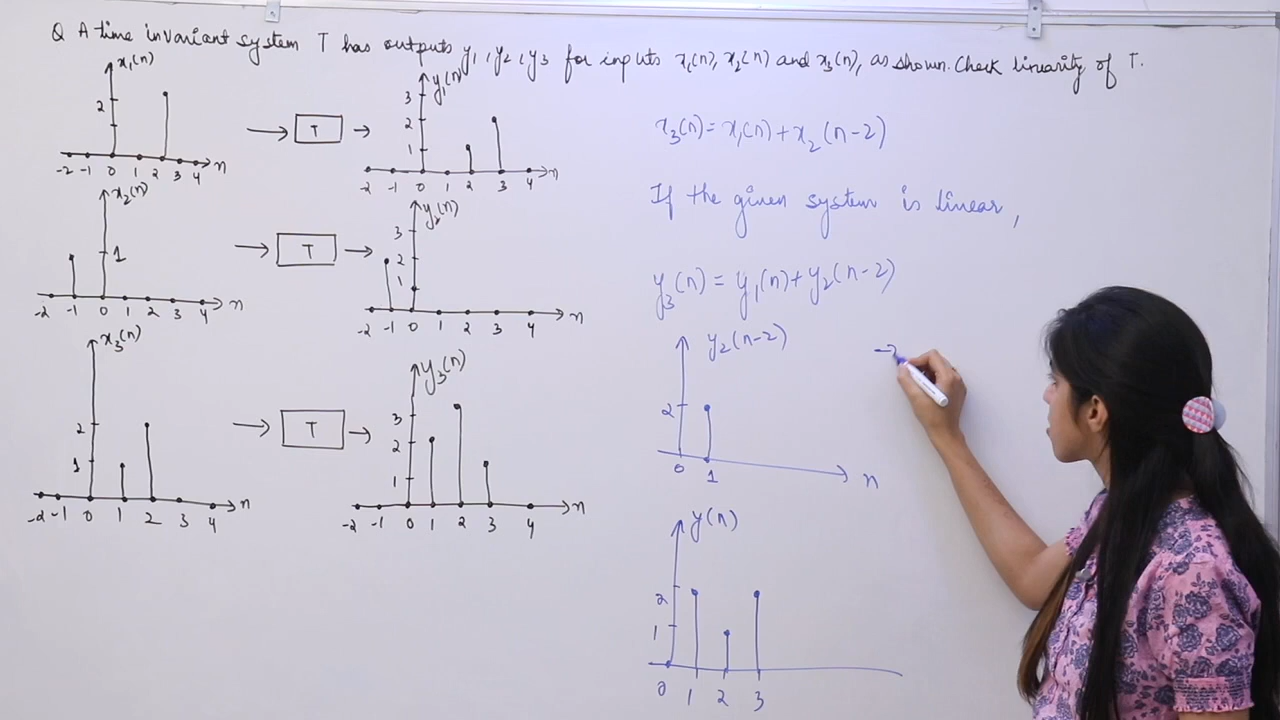 Q A time invariant system T has outputs y₁, y₂, y₃ for inputs x₁(n), x₂(n) and x₃(n), as shown. Check linearity of T.
x₁(n)
2
-2 -1 0 1 2 3 4 n
T
y₁(n)
3
2
1
-2 -1 0 1 2 3 4 n
x₂(n)
1
-2 -1 0 1 2 3 4 n
T
y₂(n)
3
2
1
-2 -1 0 1 2 3 4 n
x₃(n)
2
1
-2 -1 0 1 2 3 4 n
T
y₃(n)
3
2
1
-2 -1 0 1 2 3 4 n
x₃(n) = x₁(n) + x₂(n-2)
If the given system is linear,
y₃(n) = y₁(n) + y₂(n-2)
y₂(n-2)
2
0 1 n
y(n)
2
1
0 1 2 3